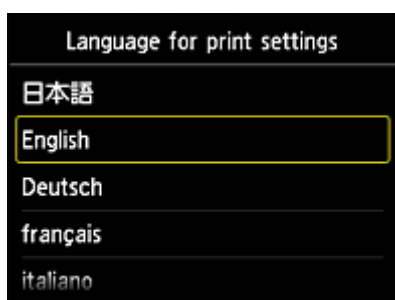 Language for print settings
日本語
English
Deutsch
français
italiano